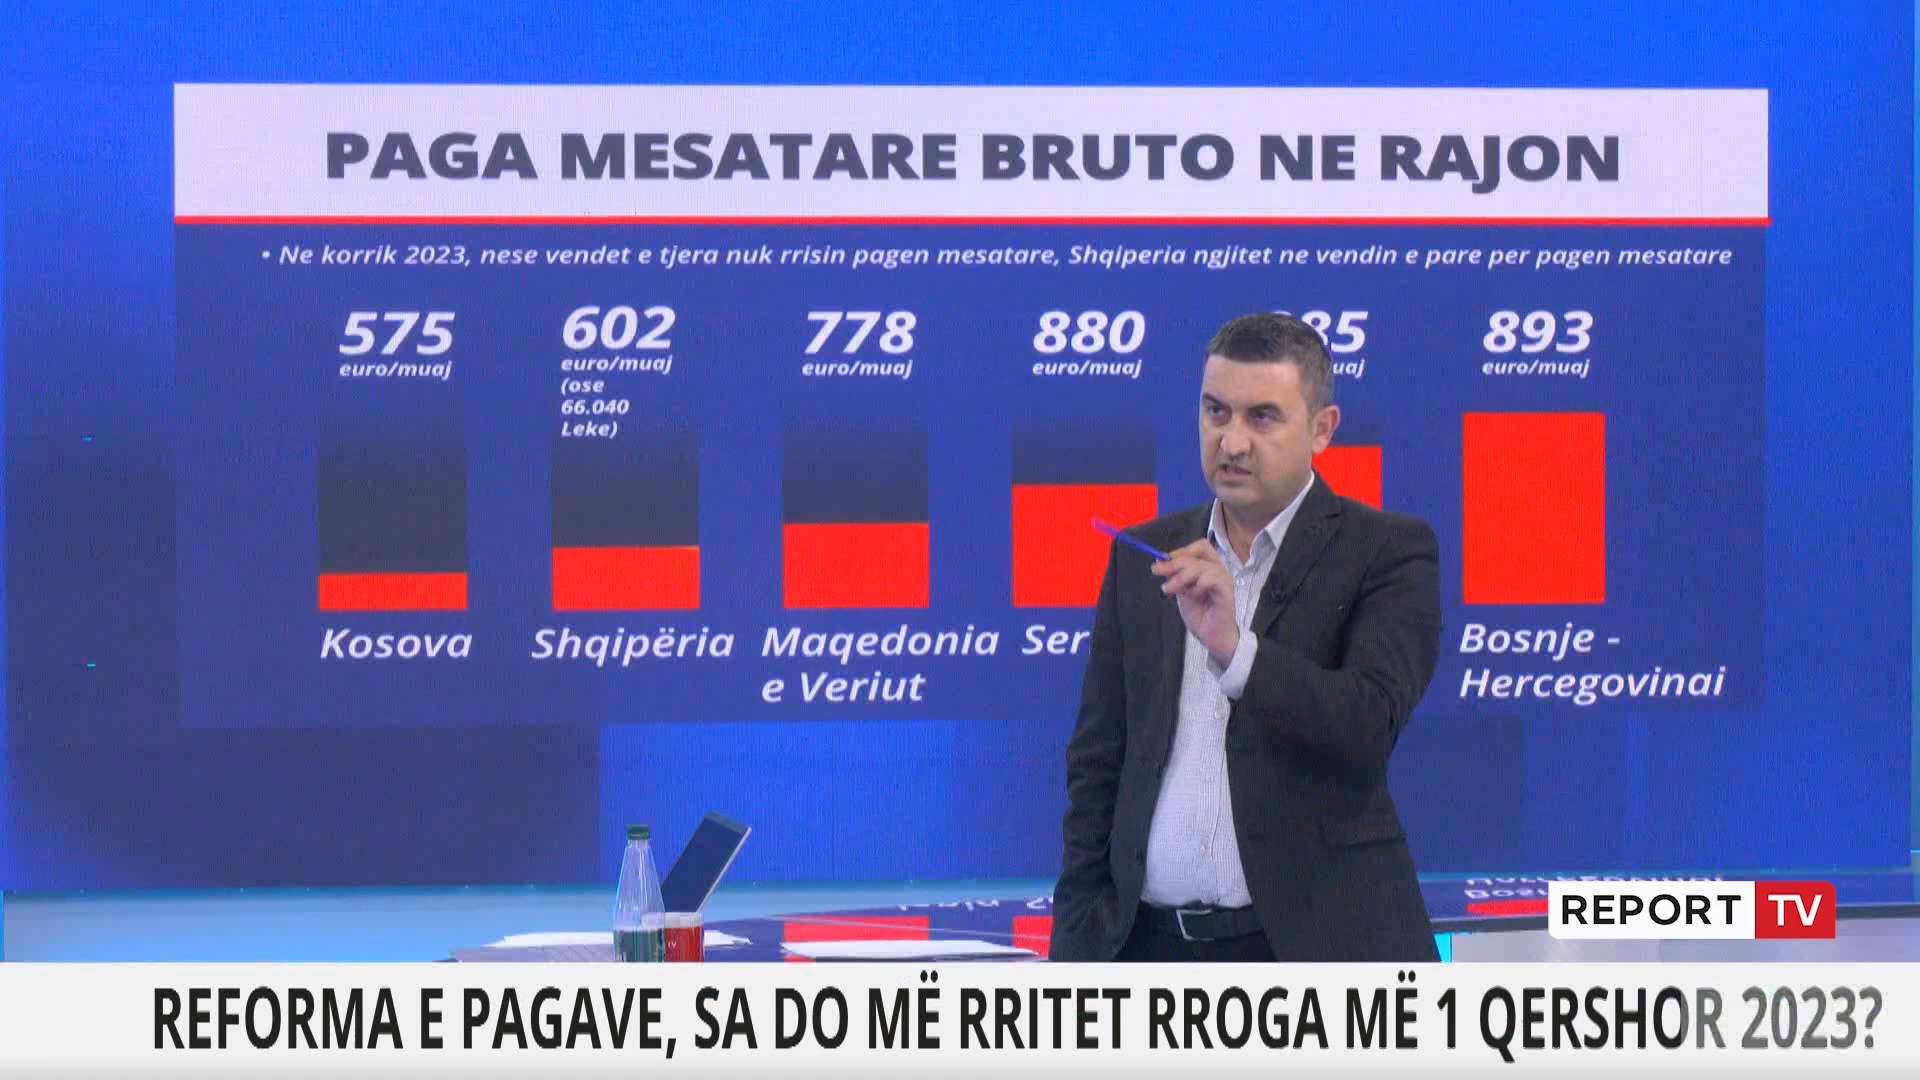 PAGA MESATARE BRUTO NE RAJON
• Ne korrik 2023, nese vendet e tjera nuk rrisin pagen mesatare, Shqiperia ngjitet ne vendin e pare per pagen mesatare
575
euro/muaj
602
euro/muaj
(ose
66.040
Leke)
778
euro/muaj
880
euro/muaj
893
euro/muaj
Kosova
Shqipëria
Maqedonia
e Veriut
Bosnje -
Hercegovinai
REPORT TV
REFORMA E PAGAVE, SA DO MË RRITET RROGA MË 1 QERSHOR 2023?